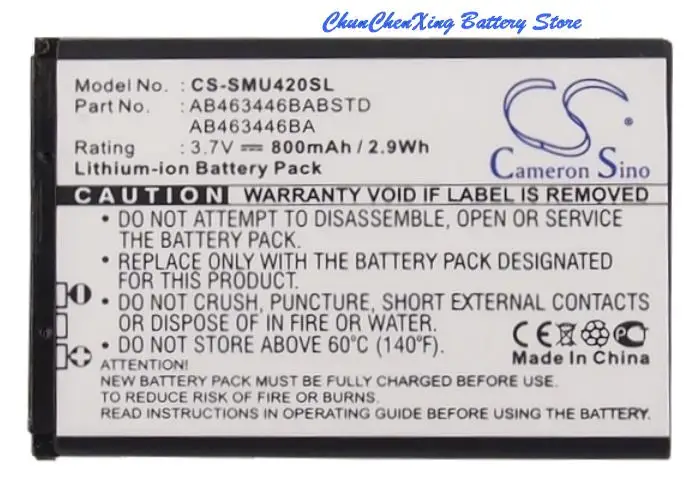 ChunChenXing Battery Store
Model No. : CS-SMU420SL
Part No. : AB463446BABSTD
AB463446BA
Rating : 3.7V ⎓ 800mAh / 2.9Wh
Lithium-ion Battery Pack
CS
Cameron Sino
CAUTION WARRANTY VOID IF LABEL IS REMOVED
• DO NOT ATTEMPT TO DISASSEMBLE, OPEN OR SERVICE
THE BATTERY PACK.
• REPLACE ONLY WITH THE BATTERY PACK DESIGNATED
FOR THIS PRODUCT.
• DO NOT CRUSH, PUNCTURE, SHORT EXTERNAL CONTACTS
OR DISPOSE OF IN FIRE OR WATER.
• DO NOT STORE ABOVE 60°C (140°F).
CE
Made In China
ATTENTION!
NEW BATTERY PACK MUST BE FULLY CHARGED BEFORE USE.
TO REDUCE RISK OF FIRE OR BURNS,
READ INSTRUCTIONS IN OPERATING GUIDE BEFORE USING THE BATTERY.